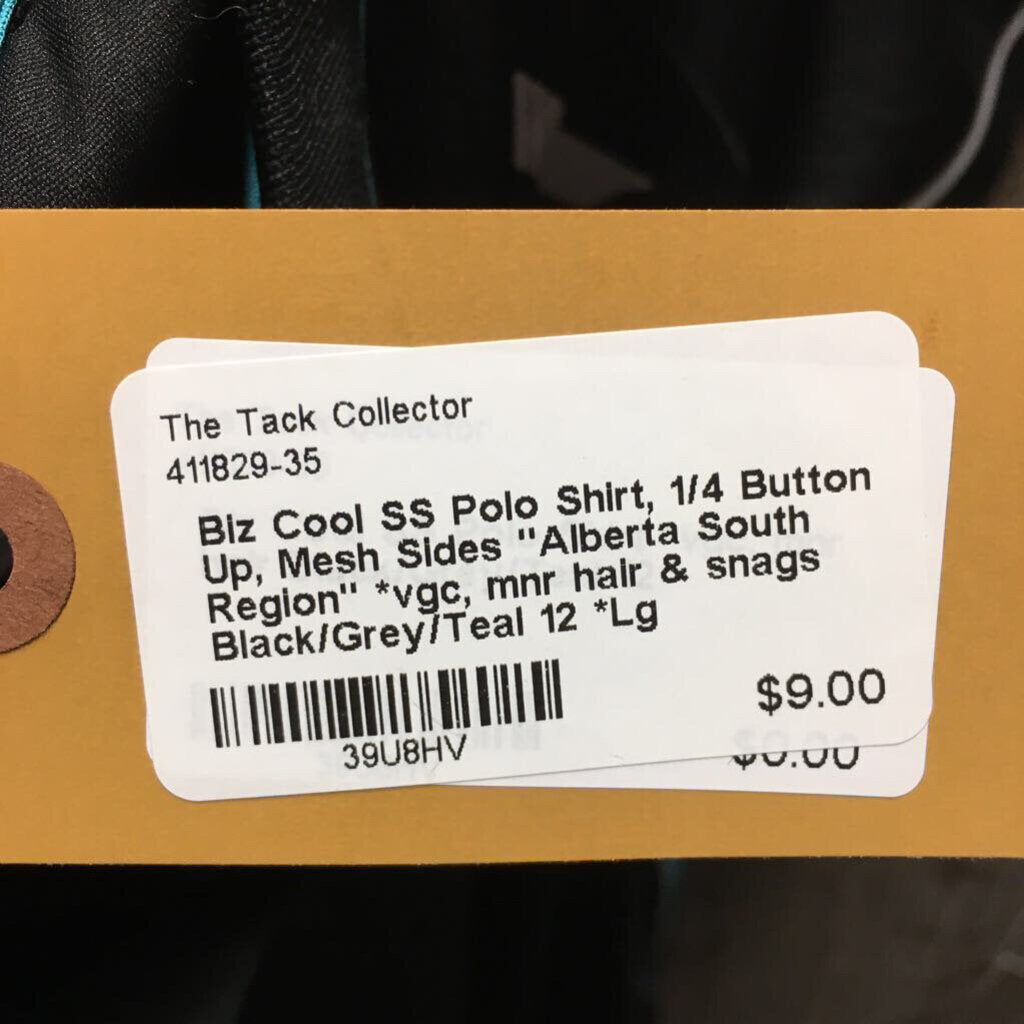 The Tack Collector
411829-35
Biz Cool SS Polo Shirt, 1/4 Button
Up, Mesh Sides "Alberta South
Region" *vgc, mnr hair & snags
Black/Grey/Teal 12 *Lg
$9.00
39U8HV